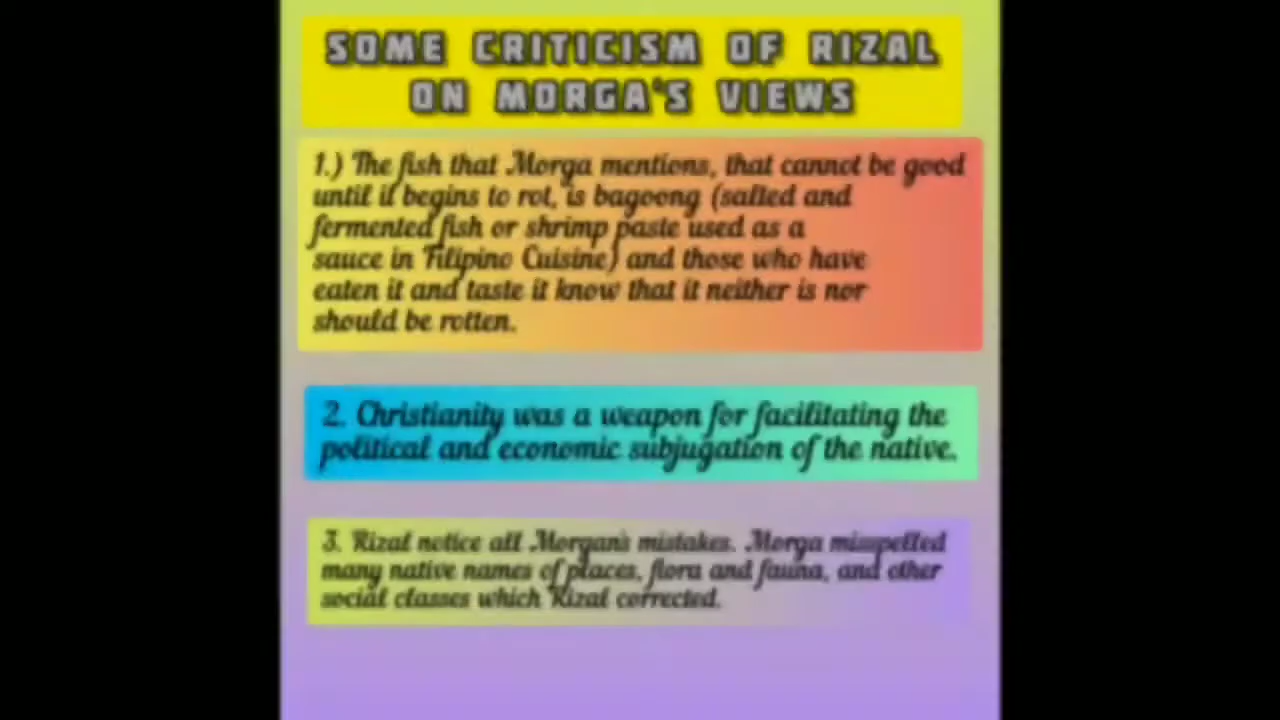 SOME CRITICISM OF RIZAL
ON MORGA'S VIEWS
1.) The fish that Morga mentions, that cannot be good
until it begins to rot, is bagoong (salted and
fermented fish or shrimp paste used as a
sauce in Filipino Cuisine) and those who have
eaten it and taste it know that it neither is nor
should be rotten.
2. Christianity was a weapon for facilitating the
political and economic subjugation of the native.
3. Rizal notice all Morgan's mistakes. Morga misspelled
many native names of places, flora and fauna, and other
social classes which Rizal corrected.